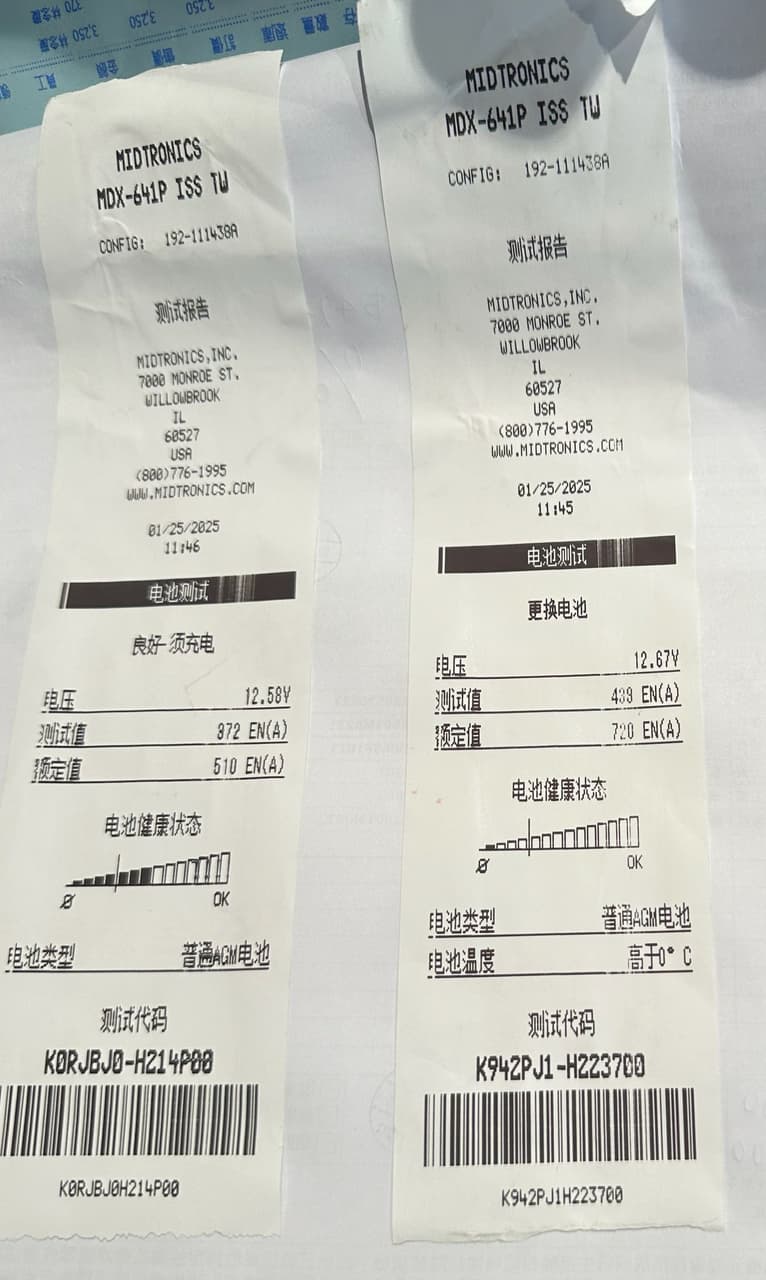 MIDTRONICS
MDX-641P ISS TW
CONFIG: 192-111438A
测试报告
MIDTRONICS,INC.
7000 MONROE ST.
WILLOWBROOK
IL
60527
USA
(800)776-1995
WWW.MIDTRONICS.COM
01/25/2025
11:46
电池测试
良好-须充电
电压 12.58V
测试值 372 EN(A)
额定值 510 EN(A)
电池健康状态
OK
电池类型 普通AGM电池
测试代码
K0RJBJ0-H214P00
K0RJBJ0H214P00
MIDTRONICS
MDX-641P ISS TW
CONFIG: 192-111438A
测试报告
MIDTRONICS,INC.
7000 MONROE ST.
WILLOWBROOK
IL
60527
USA
(800)776-1995
WWW.MIDTRONICS.COM
01/25/2025
11:45
电池测试
更换电池
电压 12.67V
测试值 439 EN(A)
额定值 720 EN(A)
电池健康状态
OK
电池类型 普通AGM电池
电池温度 高于0° C
测试代码
K942PJ1-H223700
K942PJ1H223700